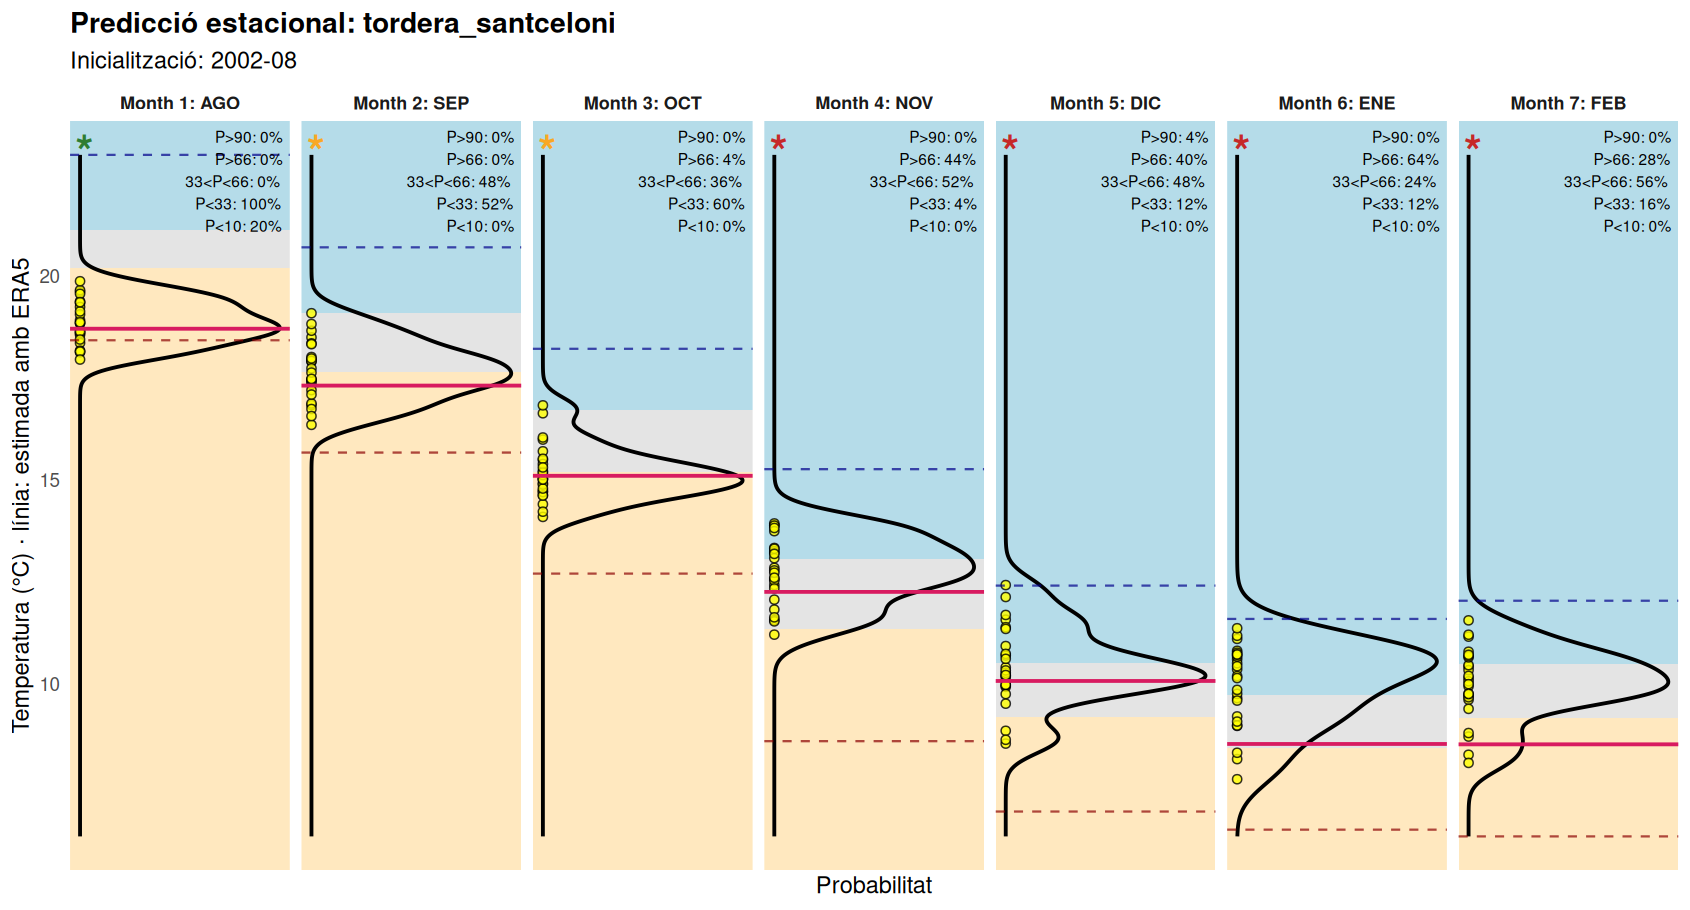 Predicció estacional: tordera_santceloni
Inicialització: 2002-08
Month 1: AGO
Month 2: SEP
Month 3: OCT
Month 4: NOV
Month 5: DIC
Month 6: ENE
Month 7: FEB
*
P>90: 0%
P>66: 0%
33<P<66: 0%
P<33: 100%
P<10: 20%
*
P>90: 0%
P>66: 0%
33<P<66: 48%
P<33: 52%
P<10: 0%
*
P>90: 0%
P>66: 4%
33<P<66: 36%
P<33: 60%
P<10: 0%
*
P>90: 0%
P>66: 44%
33<P<66: 52%
P<33: 4%
P<10: 0%
*
P>90: 4%
P>66: 40%
33<P<66: 48%
P<33: 12%
P<10: 0%
*
P>90: 0%
P>66: 64%
33<P<66: 24%
P<33: 12%
P<10: 0%
*
P>90: 0%
P>66: 28%
33<P<66: 56%
P<33: 16%
P<10: 0%
Temperatura (°C) · línia: estimada amb ERA5
20
15
10
Probabilitat